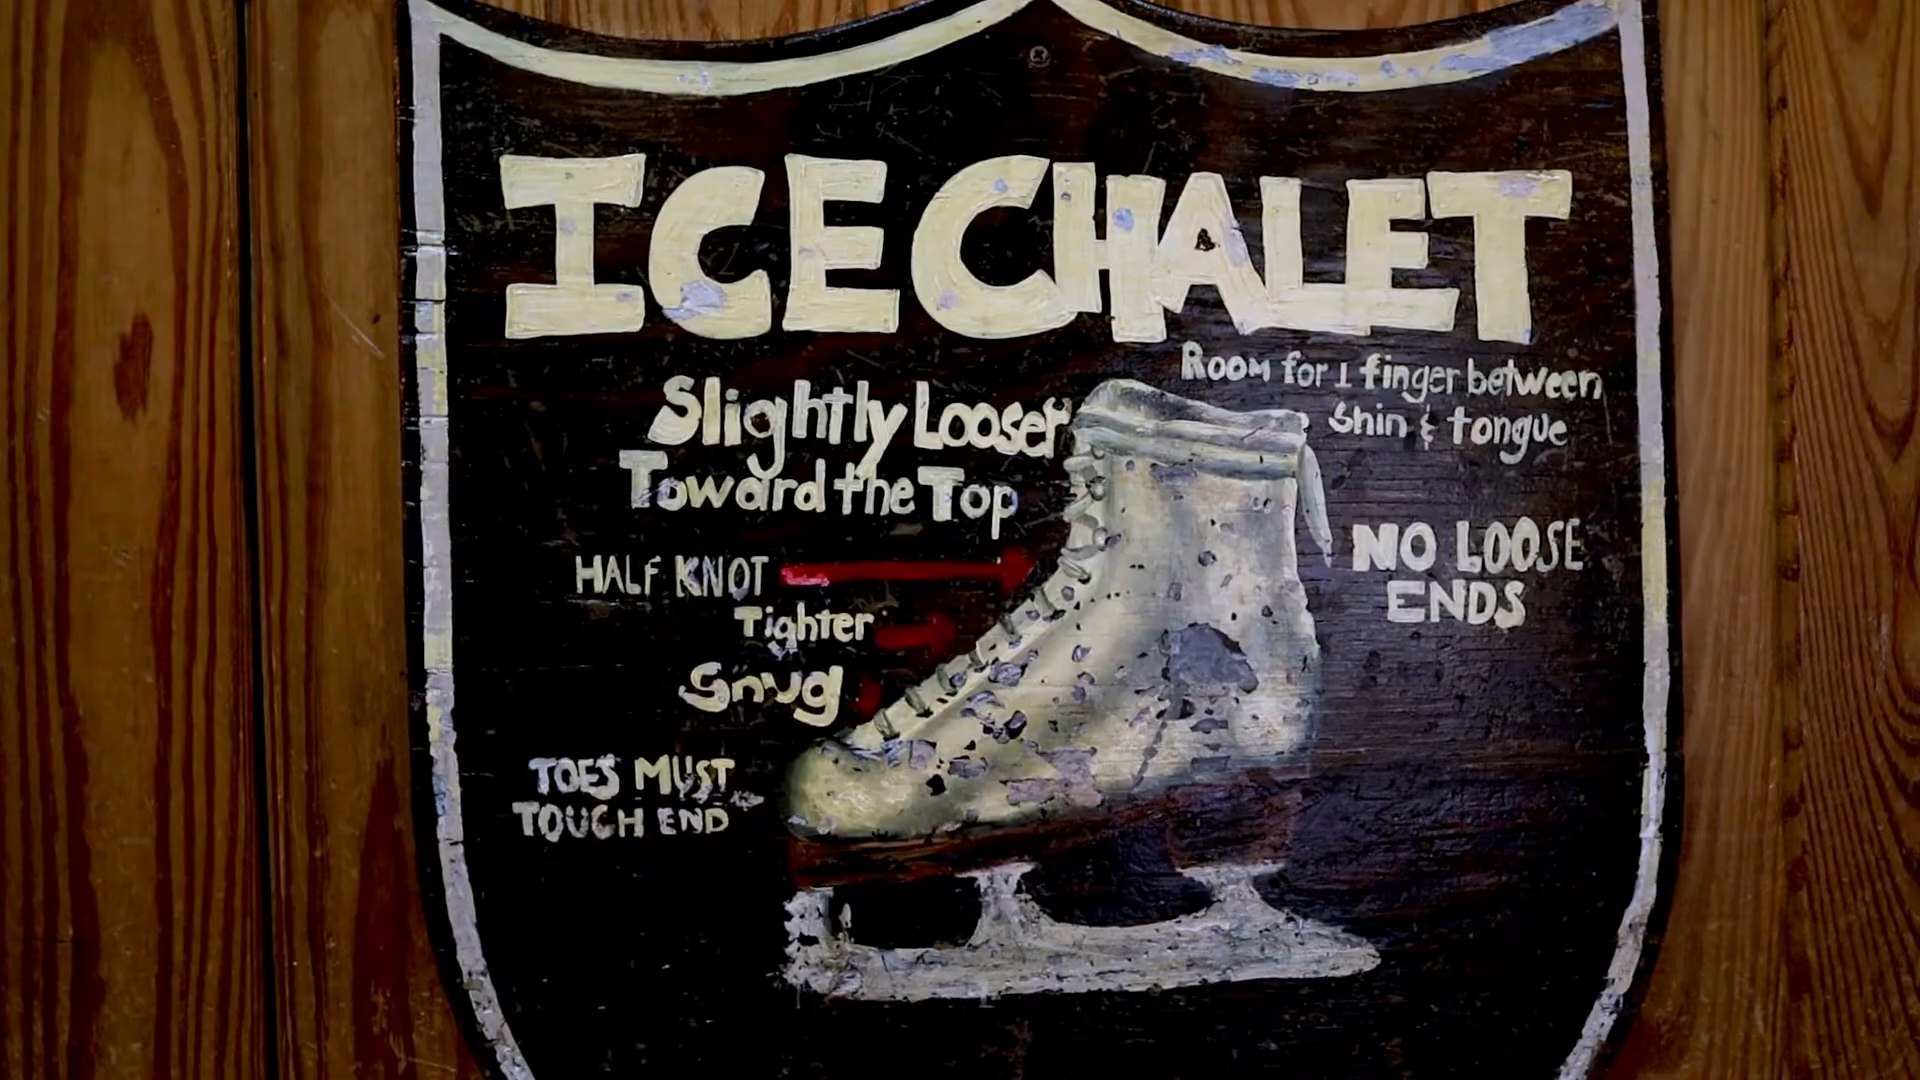 ICE CHALET
Room for 1 finger between
shin & tongue
Slightly Looser
Toward the Top
NO LOOSE
ENDS
HALF KNOT
Tighter
Snug
TOES MUST
TOUCH END